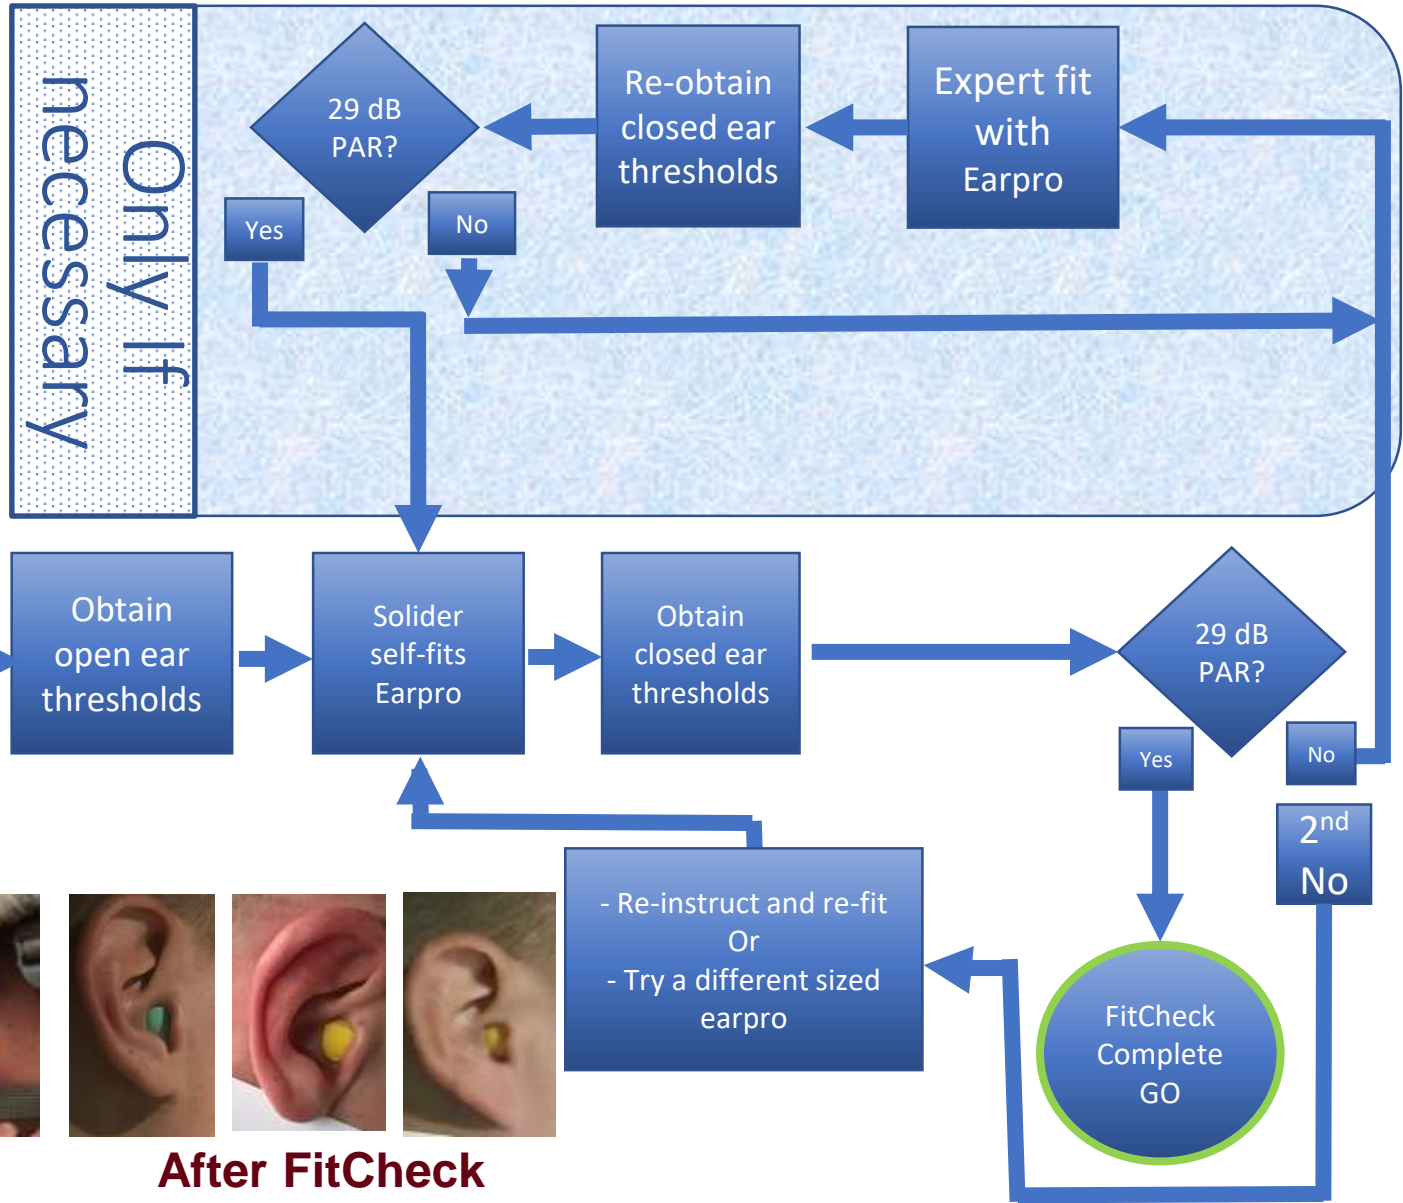 Only If
necessary
29 dB
PAR?
Re-obtain
closed ear
thresholds
Expert fit
with
Earpro
Yes
No
Obtain
open ear
thresholds
Solider
self-fits
Earpro
Obtain
closed ear
thresholds
29 dB
PAR?
Yes
No
2nd
No
- Re-instruct and re-fit
Or
- Try a different sized
earpro
FitCheck
Complete
GO
After FitCheck